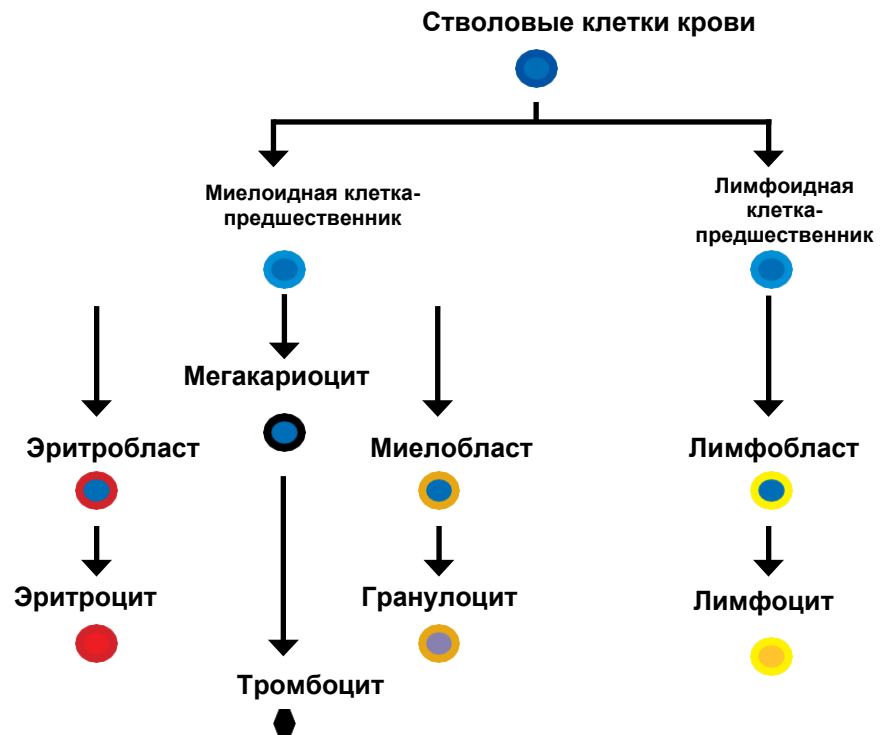 Стволовые клетки крови
Миелоидная клетка-
предшественник
Лимфоидная
клетка-
предшественник
Мегакариоцит
Эритробласт
Миелобласт
Лимфобласт
Эритроцит
Гранулоцит
Лимфоцит
Тромбоцит